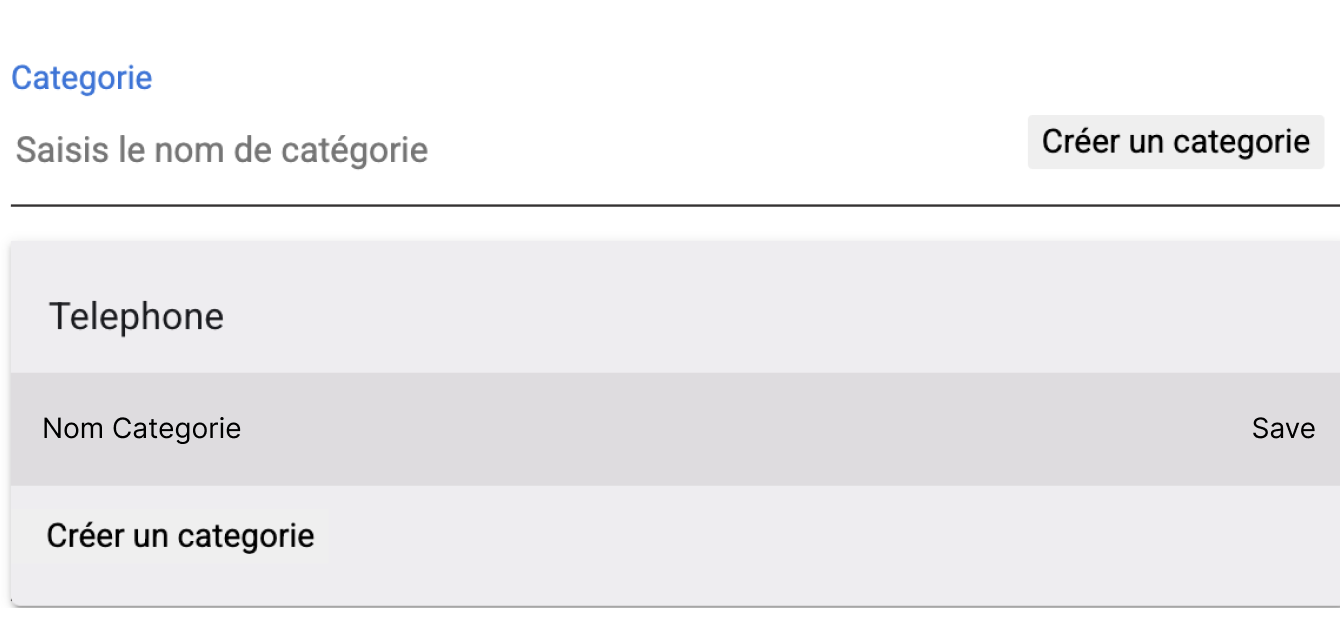 Categorie
Saisis le nom de catégorie
Créer un categorie
Telephone
Nom Categorie
Save
Créer un categorie